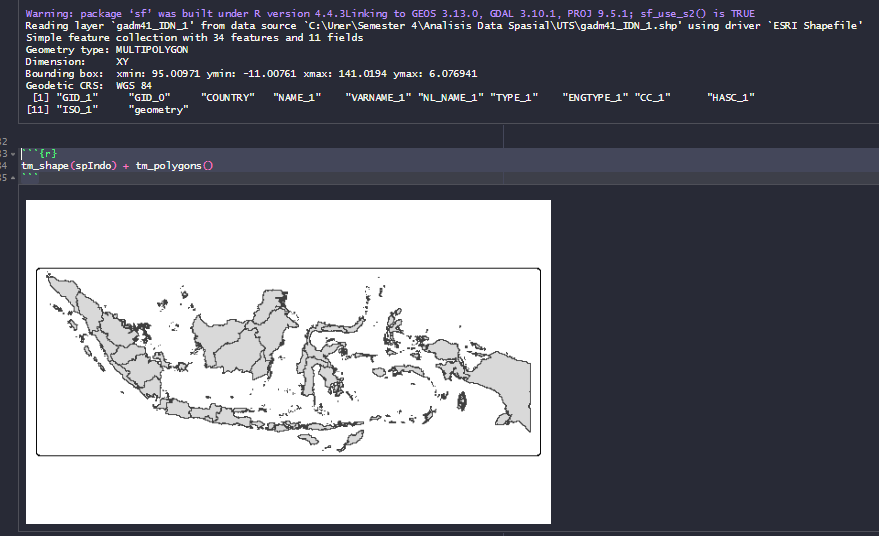 Warning: package ‘sf’ was built under R version 4.4.3Linking to GEOS 3.13.0, GDAL 3.10.1, PROJ 9.5.1; sf_use_s2() is TRUE
Reading layer `gadm41_IDN_1' from data source `C:\Uner\Semester 4\Analisis Data Spasial\UTS\gadm41_IDN_1.shp' using driver `ESRI Shapefile'
Simple feature collection with 34 features and 11 fields
Geometry type: MULTIPOLYGON
Dimension:     XY
Bounding box:  xmin: 95.00971 ymin: -11.00761 xmax: 141.0194 ymax: 6.076941
Geodetic CRS:  WGS 84
[1] "GID_1" "GID_0" "COUNTRY" "NAME_1" "VARNAME_1" "NL_NAME_1" "TYPE_1" "ENGTYPE_1" "CC_1" "HASC_1"
[11] "ISO_1" "geometry"
32
33 ```{r}
34 tm_shape(spIndo) + tm_polygons()
35 ```